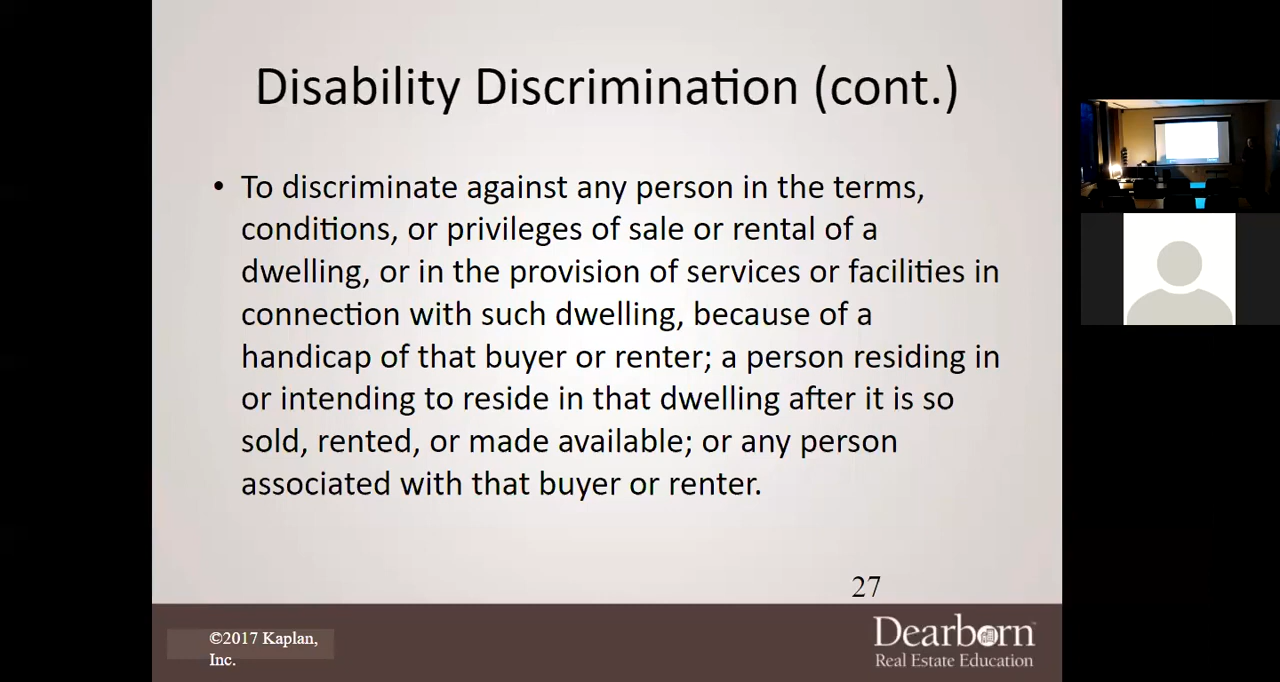 Disability Discrimination (cont.)
• To discriminate against any person in the terms,
conditions, or privileges of sale or rental of a
dwelling, or in the provision of services or facilities in
connection with such dwelling, because of a
handicap of that buyer or renter; a person residing in
or intending to reside in that dwelling after it is so
sold, rented, or made available; or any person
associated with that buyer or renter.
27
©2017 Kaplan,
Inc.
Dearborn™
Real Estate Education